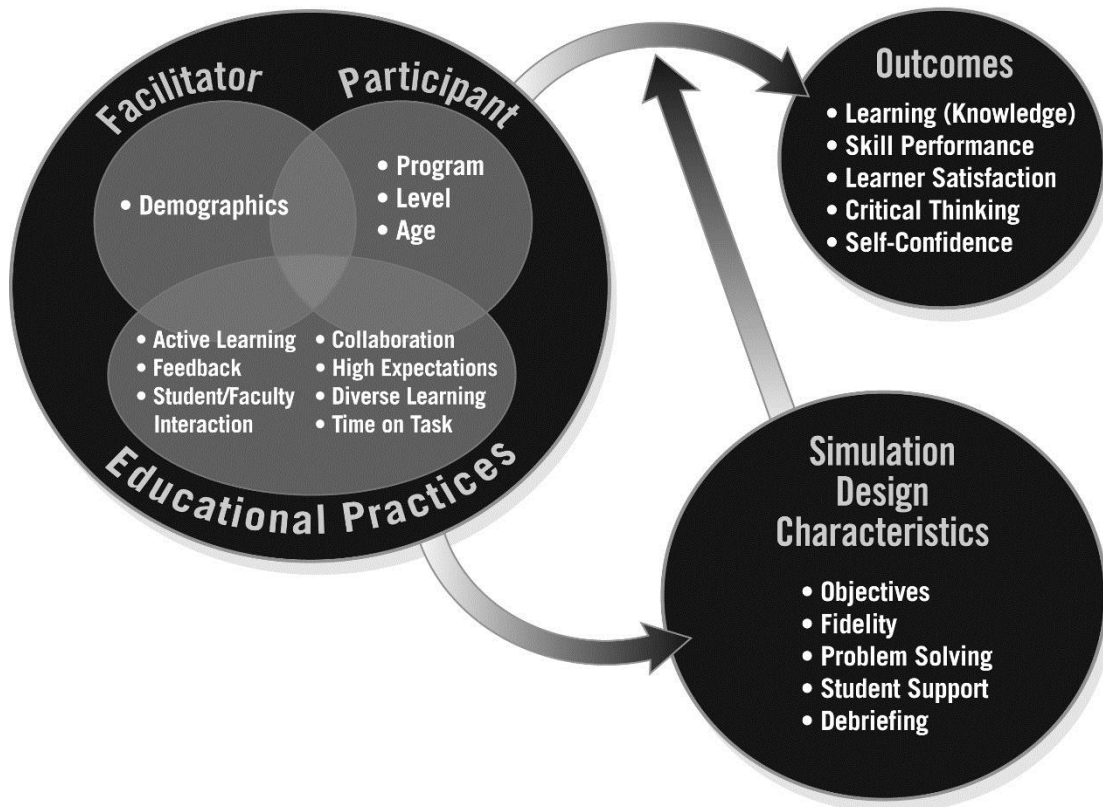 Facilitator
Participant
• Demographics
• Program
• Level
• Age
• Active Learning
• Feedback
• Student/Faculty
Interaction
• Collaboration
• High Expectations
• Diverse Learning
• Time on Task
Educational Practices
Outcomes
• Learning (Knowledge)
• Skill Performance
• Learner Satisfaction
• Critical Thinking
• Self-Confidence
Simulation
Design
Characteristics
• Objectives
• Fidelity
• Problem Solving
• Student Support
• Debriefing